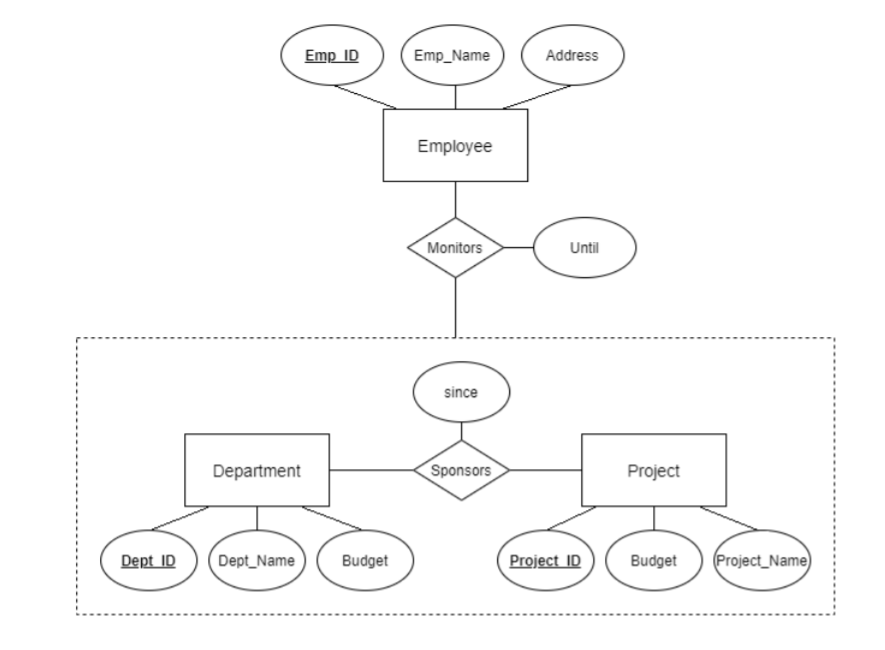 Emp_ID
Emp_Name
Address
Employee
Monitors
Until
since
Department
Sponsors
Project
Dept_ID
Dept_Name
Budget
Project_ID
Budget
Project_Name